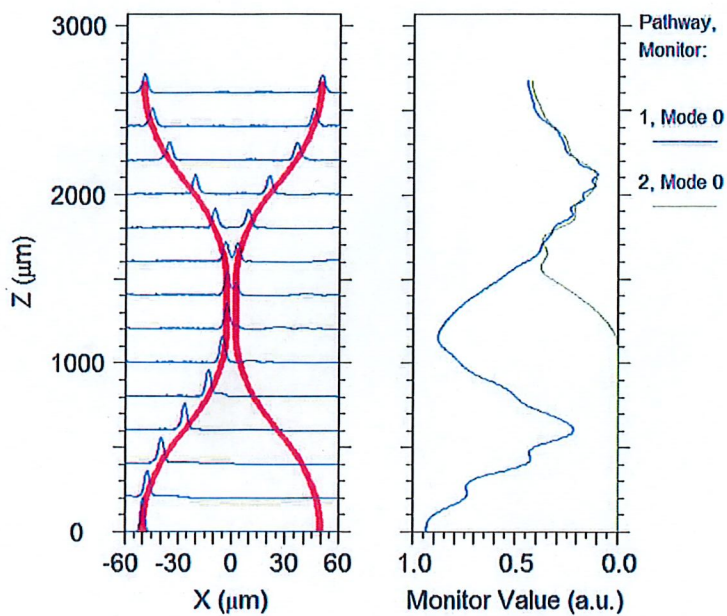 3000
2000
1000
0
Z (μm)
-60
-30
0
30
60
X (μm)
1.0
0.5
0.0
Monitor Value (a.u.)
Pathway,
Monitor:
1, Mode 0
2, Mode 0